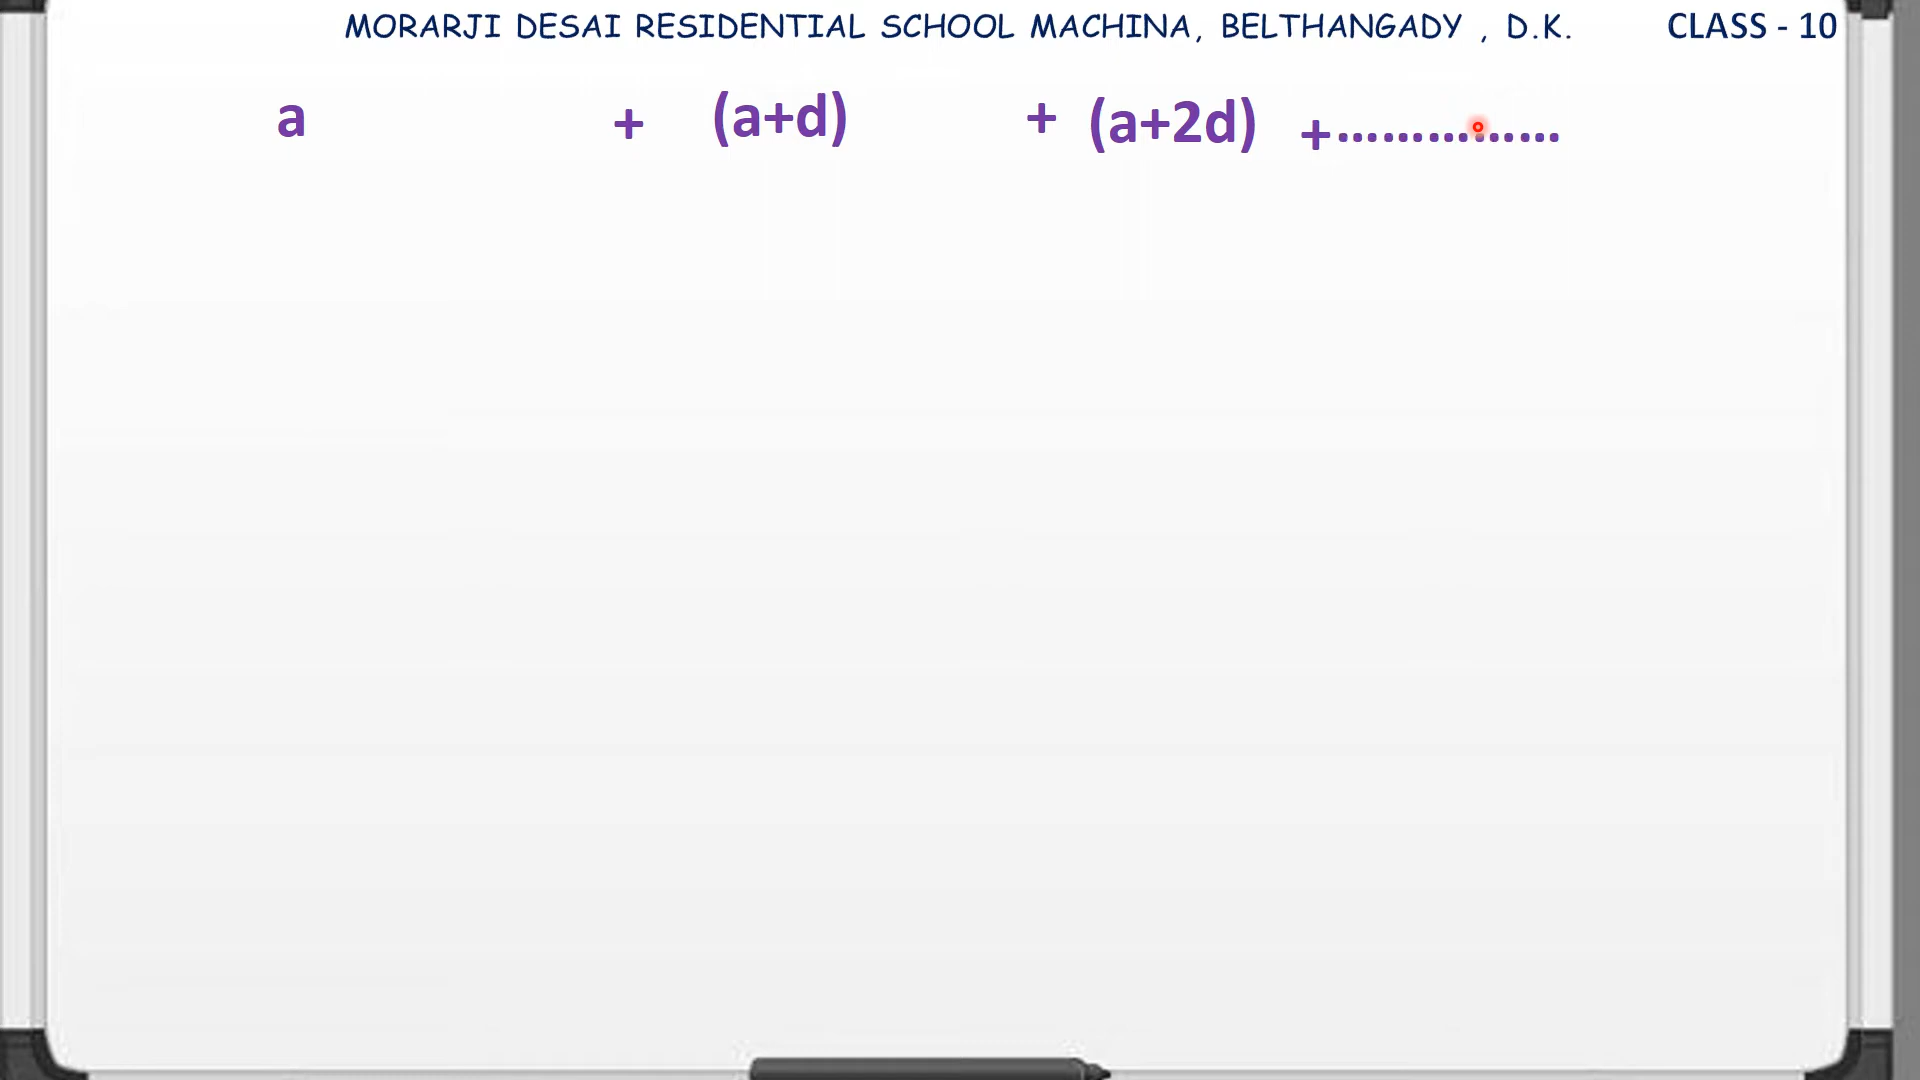 MORARJI DESAI RESIDENTIAL SCHOOL MACHINA, BELTHANGADY , D.K. CLASS - 10
a + (a+d) + (a+2d) +...............